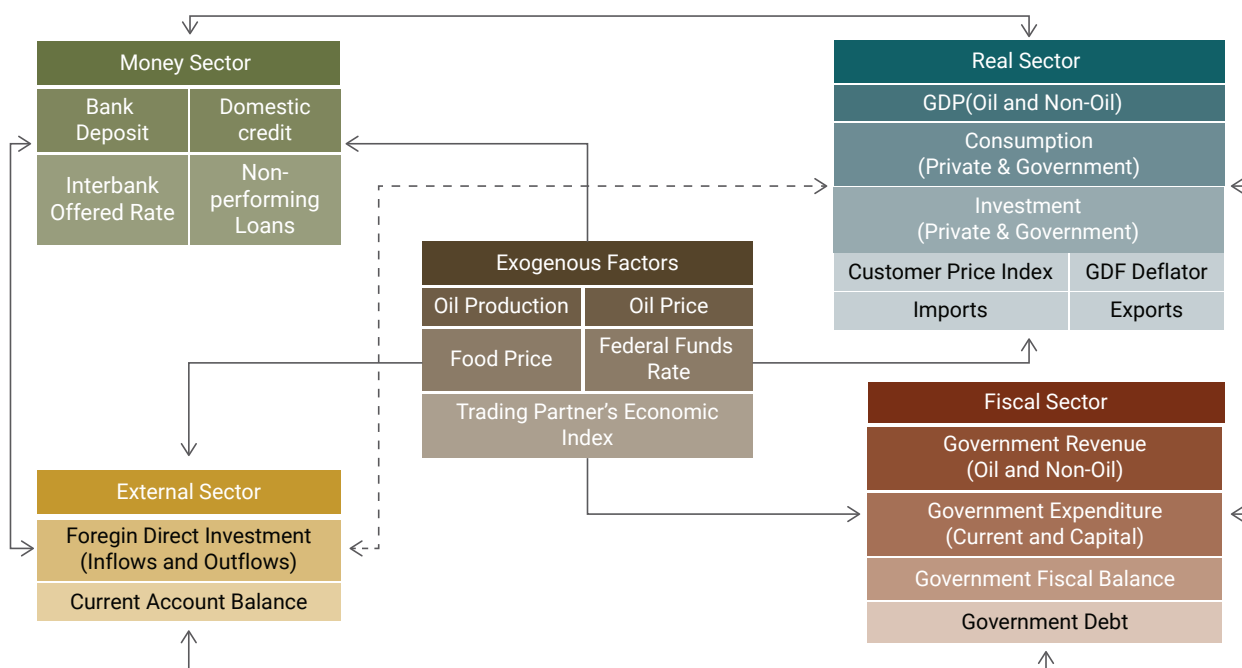 Money Sector
Bank
Deposit
Domestic
credit
Interbank
Offered Rate
Non-
performing
Loans
Real Sector
GDP(Oil and Non-Oil)
Consumption
(Private & Government)
Investment
(Private & Government)
Customer Price Index
GDF Deflator
Imports
Exports
Exogenous Factors
Oil Production
Oil Price
Food Price
Federal Funds
Rate
Trading Partner’s Economic
Index
External Sector
Foregin Direct Investment
(Inflows and Outflows)
Current Account Balance
Fiscal Sector
Government Revenue
(Oil and Non-Oil)
Government Expenditure
(Current and Capital)
Government Fiscal Balance
Government Debt